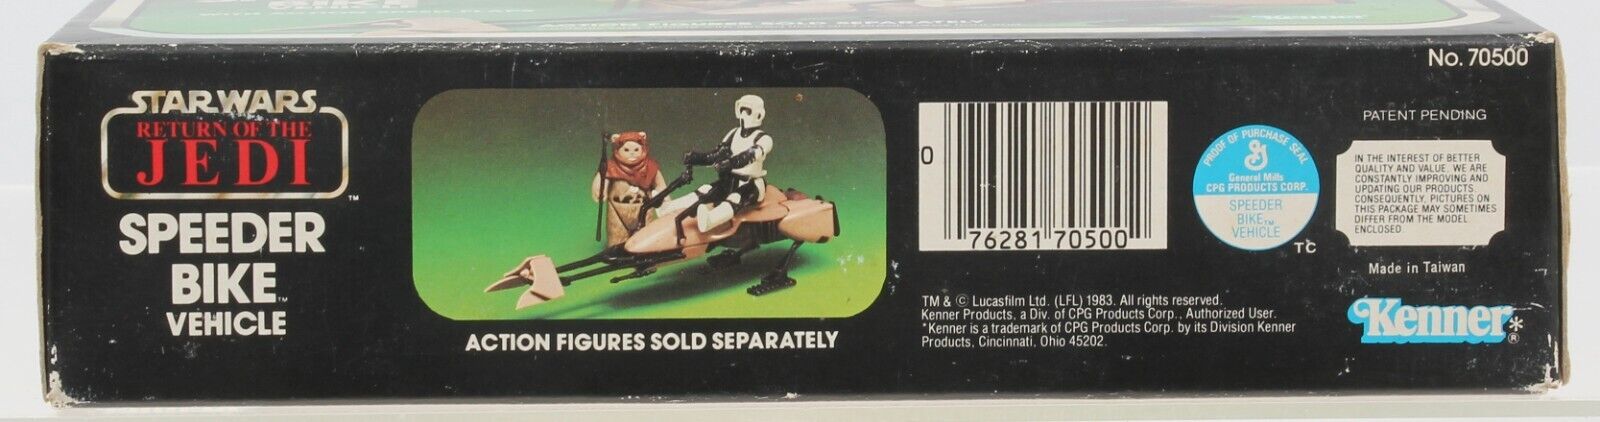 ACTION FIGURES SOLD SEPARATELY
Kenner
No. 70500
STAR WARS
RETURN OF THE
JEDI
TM
SPEEDER
BIKE TM
VEHICLE
ACTION FIGURES SOLD SEPARATELY
0
76281 70500
PROOF OF PURCHASE SEAL
General Mills
CPG PRODUCTS CORP.
SPEEDER
BIKE TM
VEHICLE
TC
TM & © Lucasfilm Ltd. (LFL) 1983. All rights reserved.
Kenner Products, a Div. of CPG Products Corp., Authorized User.
*Kenner is a trademark of CPG Products Corp. by its Division Kenner
Products, Cincinnati, Ohio 45202.
PATENT PENDING
IN THE INTEREST OF BETTER
QUALITY AND VALUE, WE ARE
CONSTANTLY IMPROVING AND
UPDATING OUR PRODUCTS.
CONSEQUENTLY, PICTURES ON
THIS PACKAGE MAY SOMETIMES
DIFFER FROM THE MODEL
ENCLOSED.
Made in Taiwan
Kenner*®